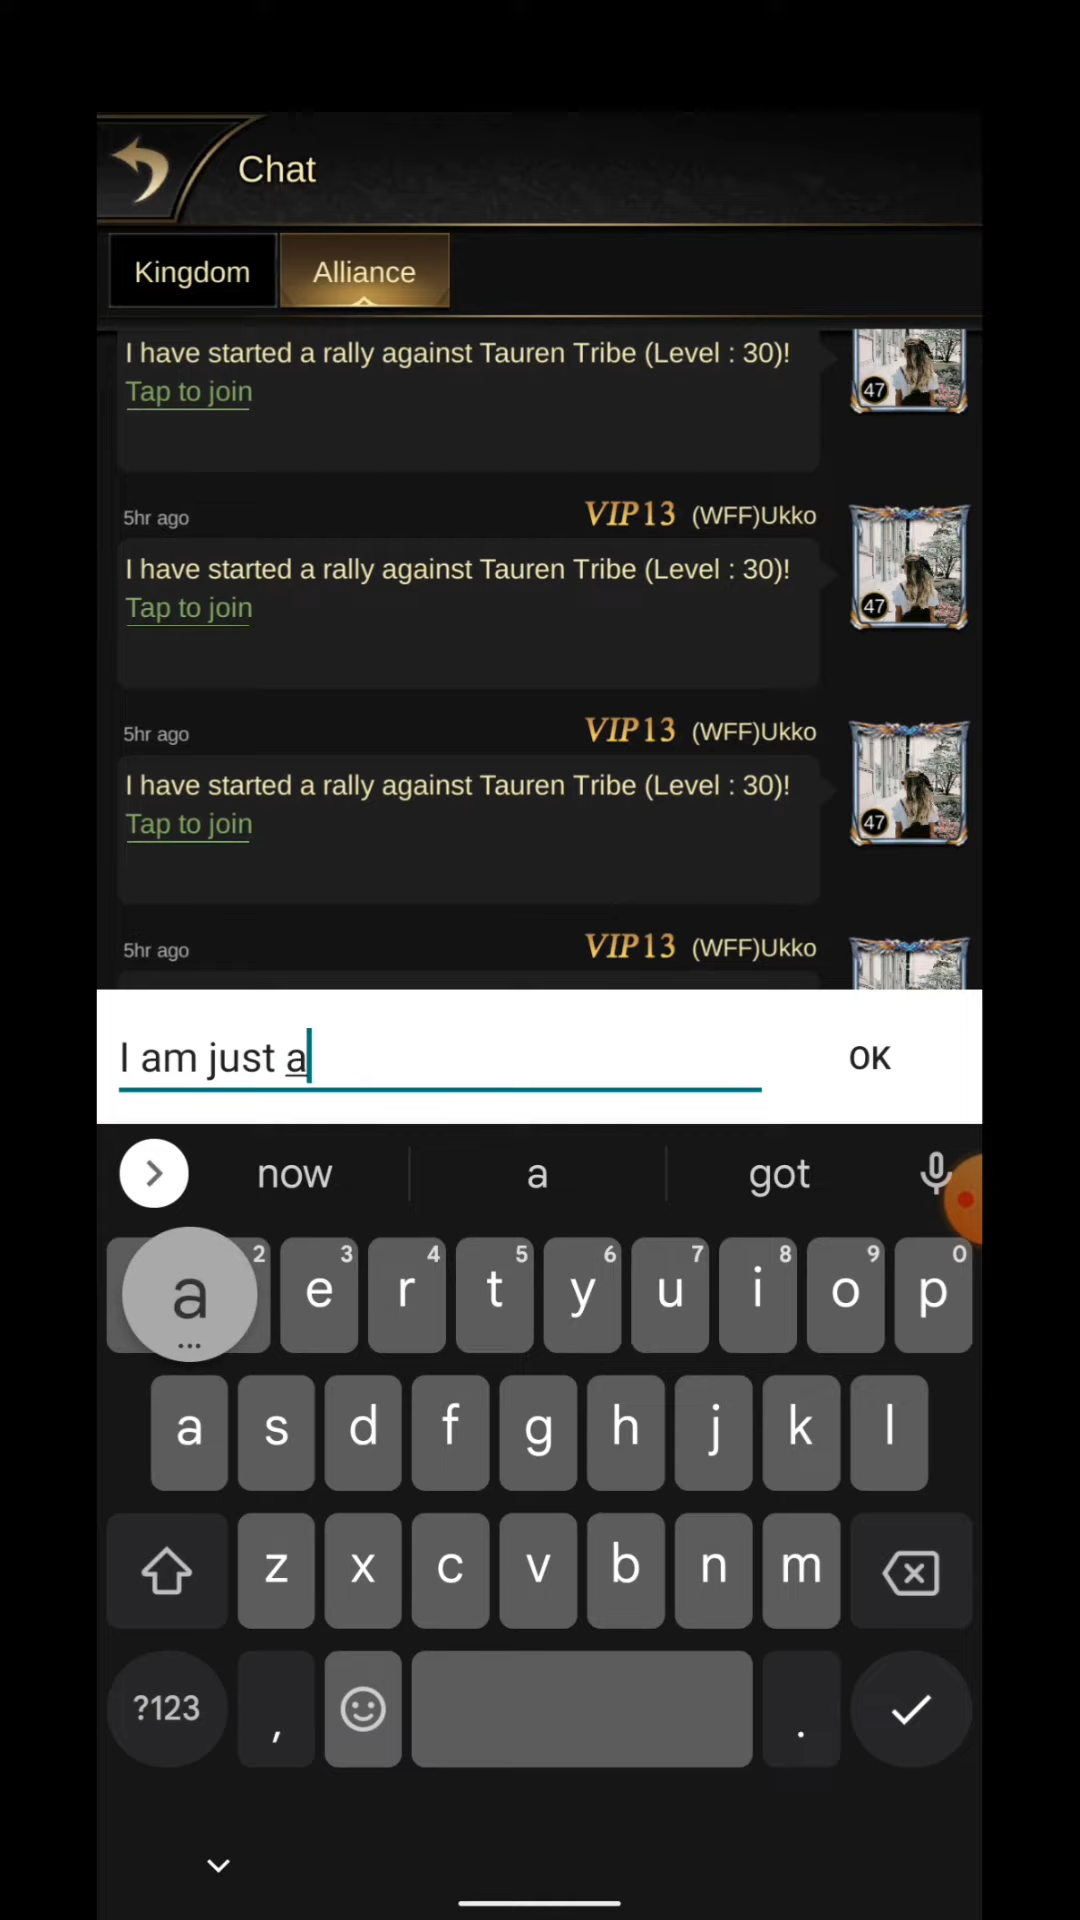 Chat
Kingdom Alliance
I have started a rally against Tauren Tribe (Level : 30)!
Tap to join
47
5hr ago VIP13 (WFF)Ukko
I have started a rally against Tauren Tribe (Level : 30)!
Tap to join
47
5hr ago VIP13 (WFF)Ukko
I have started a rally against Tauren Tribe (Level : 30)!
Tap to join
47
5hr ago VIP13 (WFF)Ukko
I am just a OK
now a got
a 2 e 3 r 4 t 5 y 6 u 7 i 8 o 9 p 0
a s d f g h j k l
z x c v b n m
?123 , .